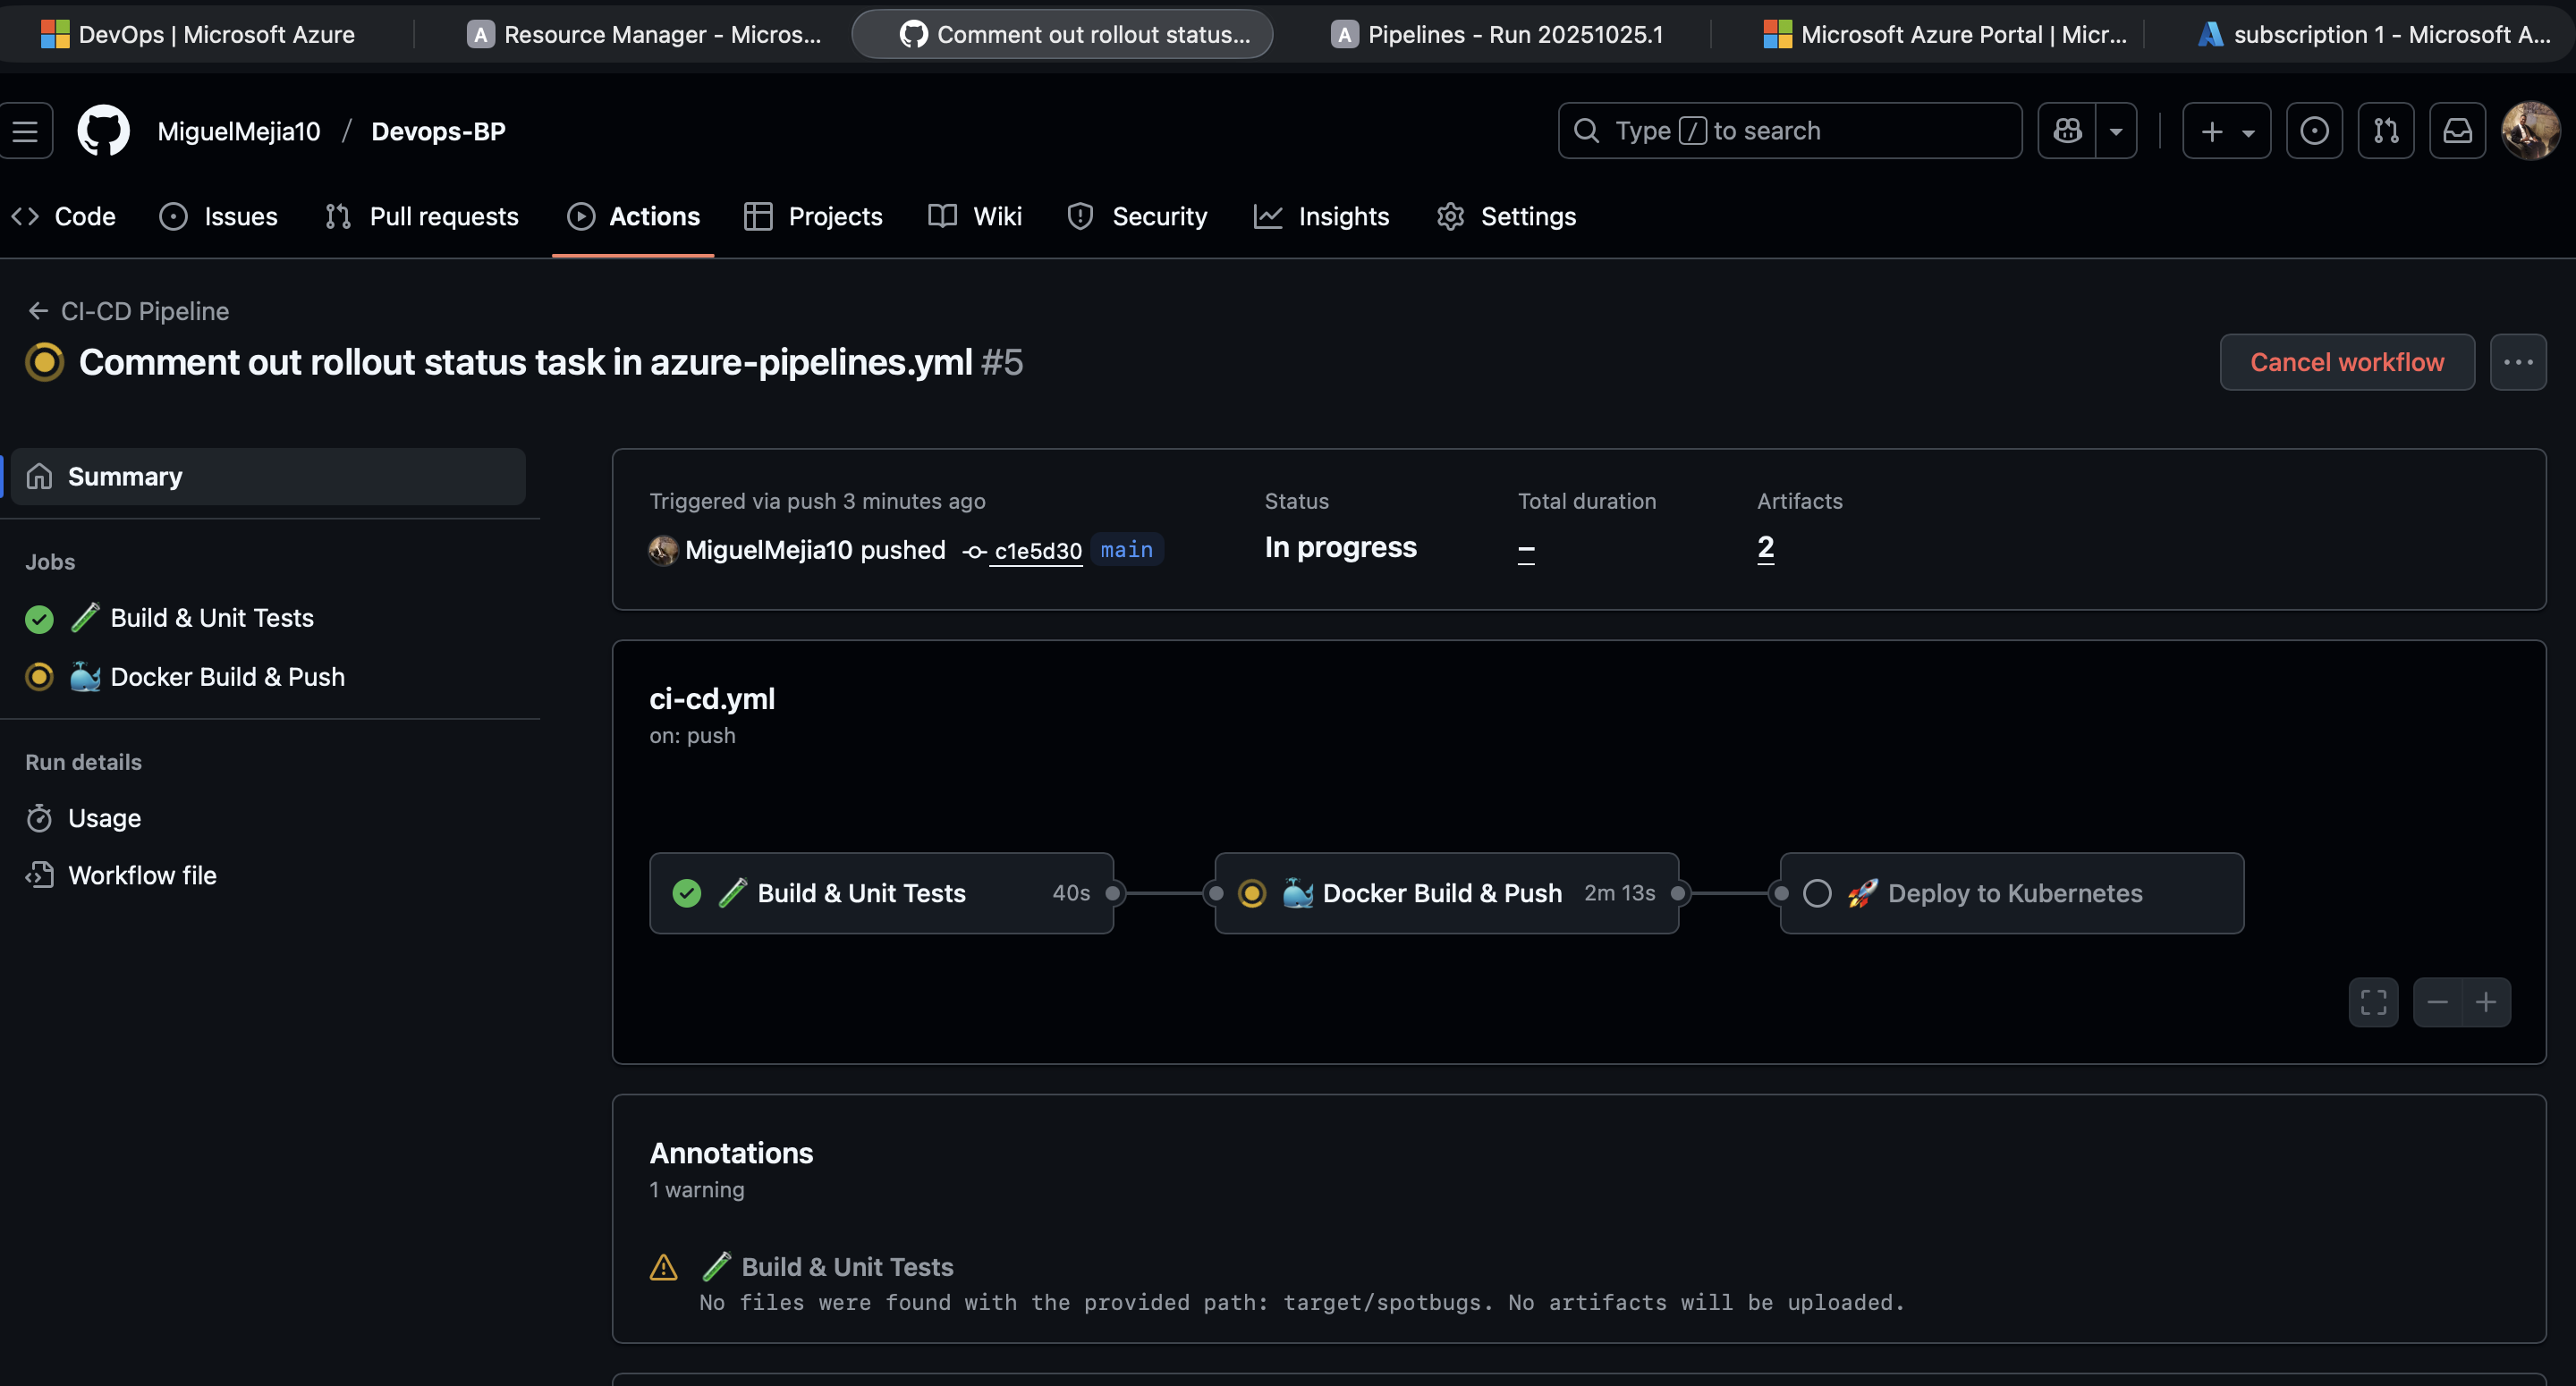 DevOps | Microsoft Azure
A Resource Manager - Micros...
Comment out rollout status...
A Pipelines - Run 20251025.1
Microsoft Azure Portal | Micr...
subscription 1 - Microsoft A...
MiguelMejia10 / Devops-BP
Type / to search
Code
Issues
Pull requests
Actions
Projects
Wiki
Security
Insights
Settings
← CI-CD Pipeline
Comment out rollout status task in azure-pipelines.yml #5
Cancel workflow
Summary
Jobs
Build & Unit Tests
Docker Build & Push
Run details
Usage
Workflow file
Triggered via push 3 minutes ago
MiguelMejia10 pushed c1e5d30 main
Status
In progress
Total duration
–
Artifacts
2
ci-cd.yml
on: push
Build & Unit Tests 40s
Docker Build & Push 2m 13s
Deploy to Kubernetes
Annotations
1 warning
Build & Unit Tests
No files were found with the provided path: target/spotbugs. No artifacts will be uploaded.